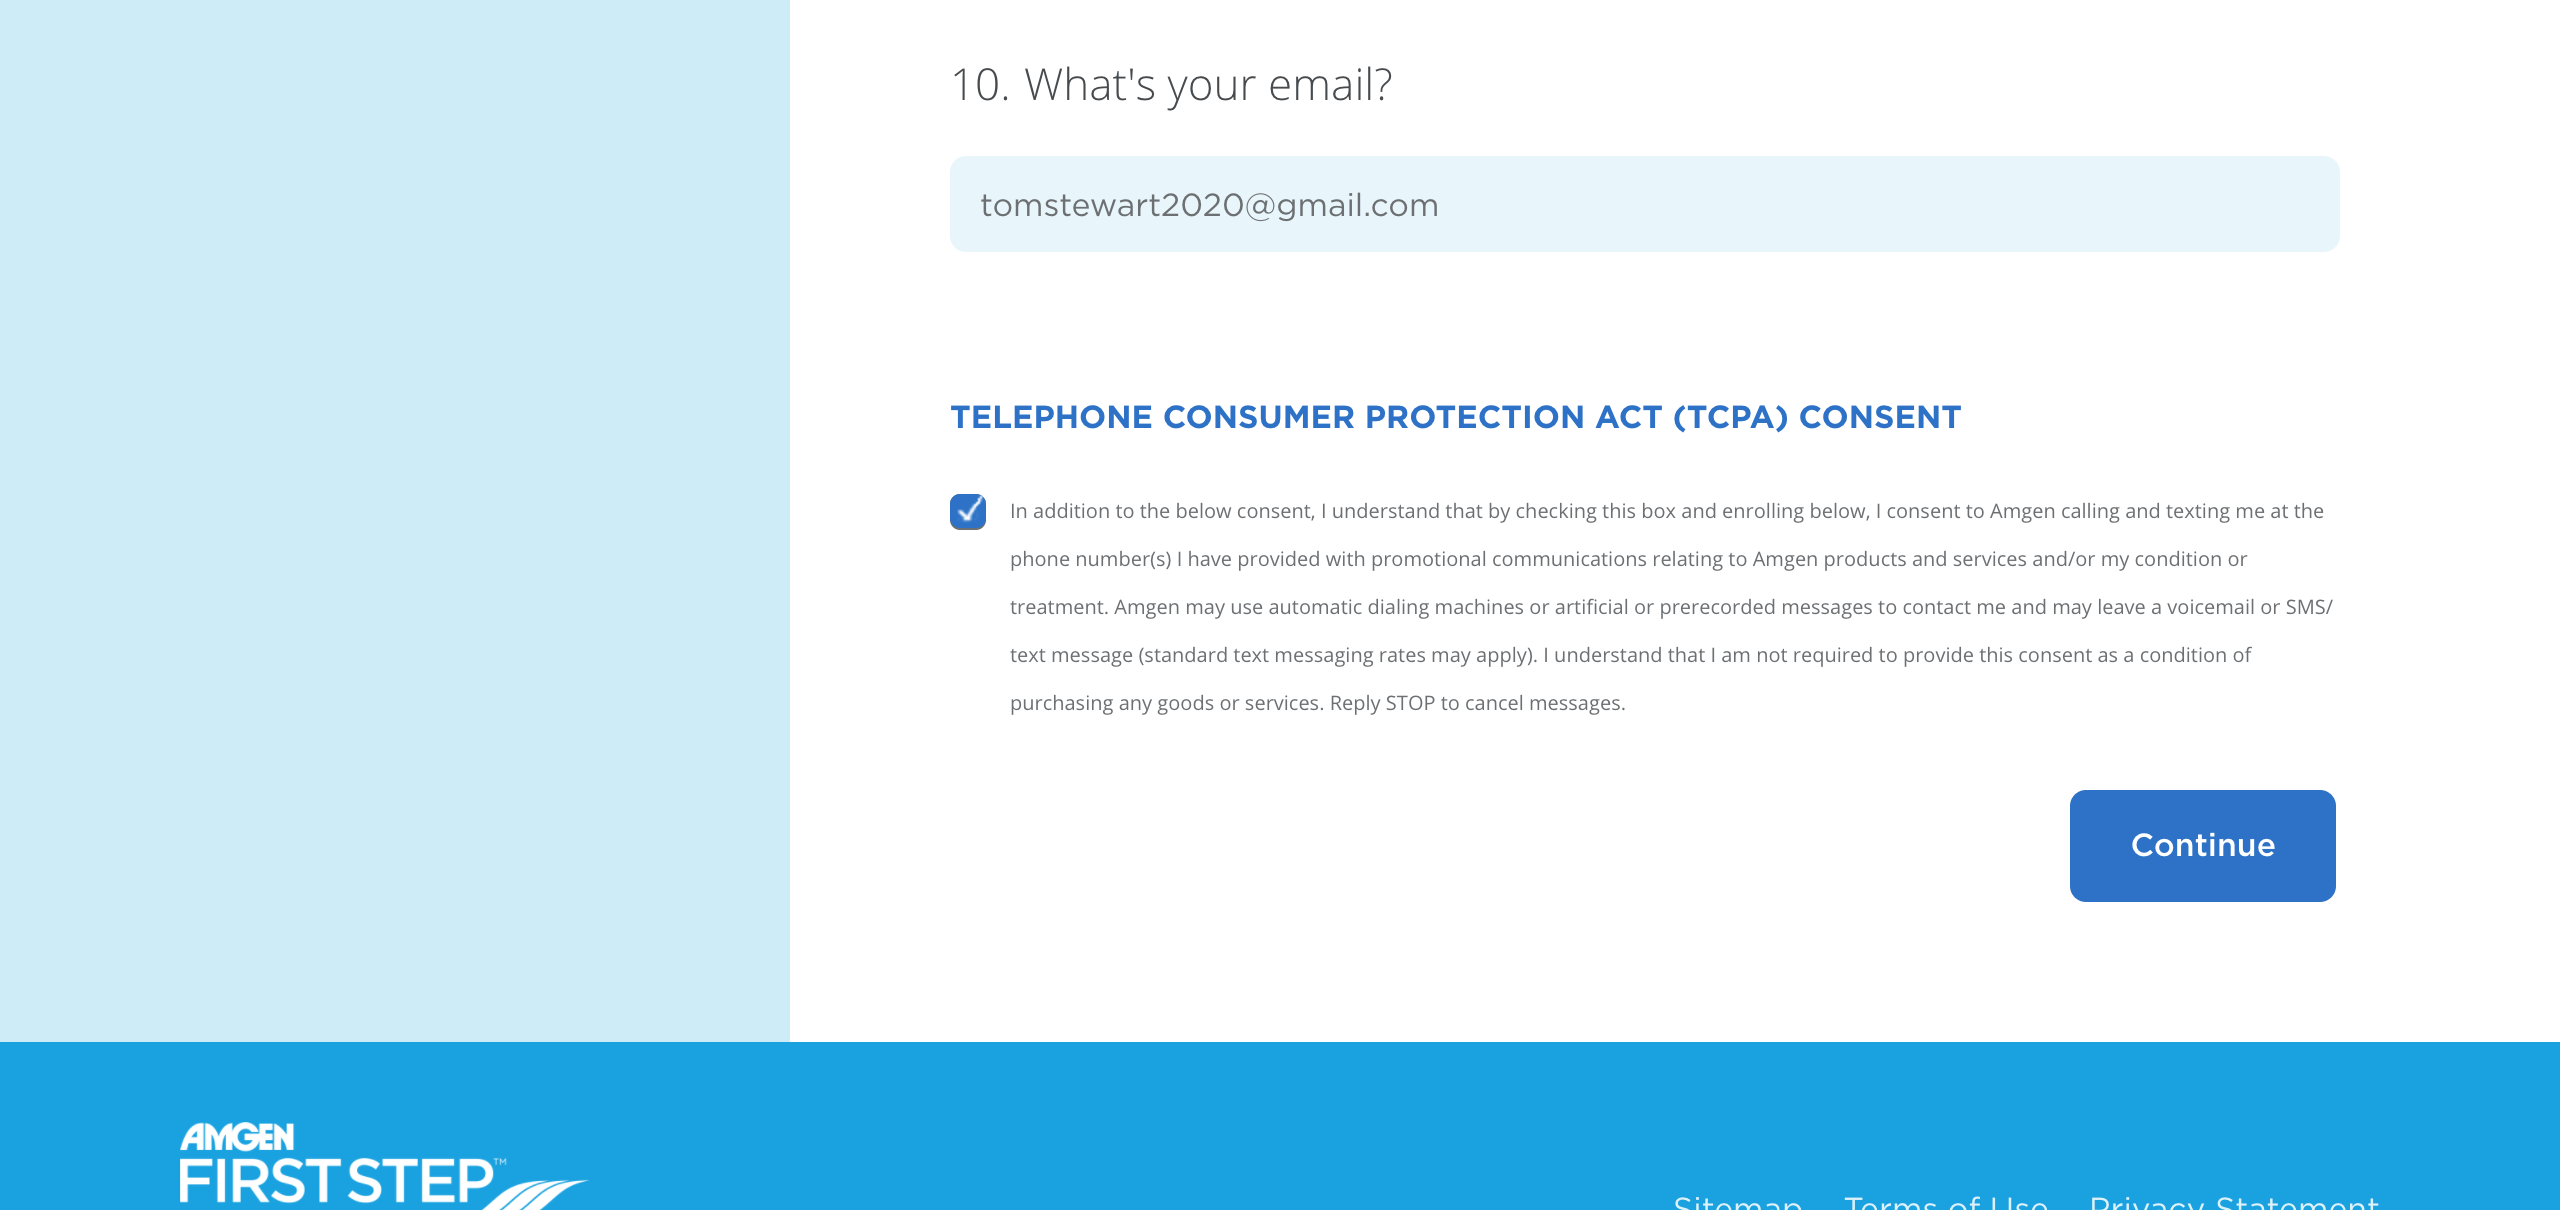 10. What's your email?
tomstewart2020@gmail.com
TELEPHONE CONSUMER PROTECTION ACT (TCPA) CONSENT
In addition to the below consent, I understand that by checking this box and enrolling below, I consent to Amgen calling and texting me at the
phone number(s) I have provided with promotional communications relating to Amgen products and services and/or my condition or
treatment. Amgen may use automatic dialing machines or artificial or prerecorded messages to contact me and may leave a voicemail or SMS/
text message (standard text messaging rates may apply). I understand that I am not required to provide this consent as a condition of
purchasing any goods or services. Reply STOP to cancel messages.
Continue
AMGEN
FIRST STEP™
Sitemap Terms of Use Privacy Statement